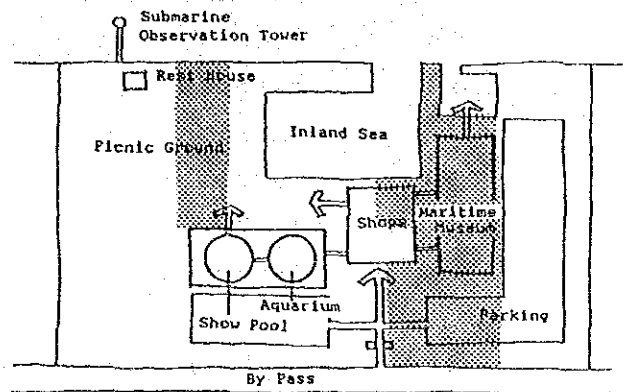 Submarine
Observation Tower
Rest House
Inland Sea
Picnic Ground
Shops
Maritime
Museum
Aquarium
Show Pool
Parking
By Pass